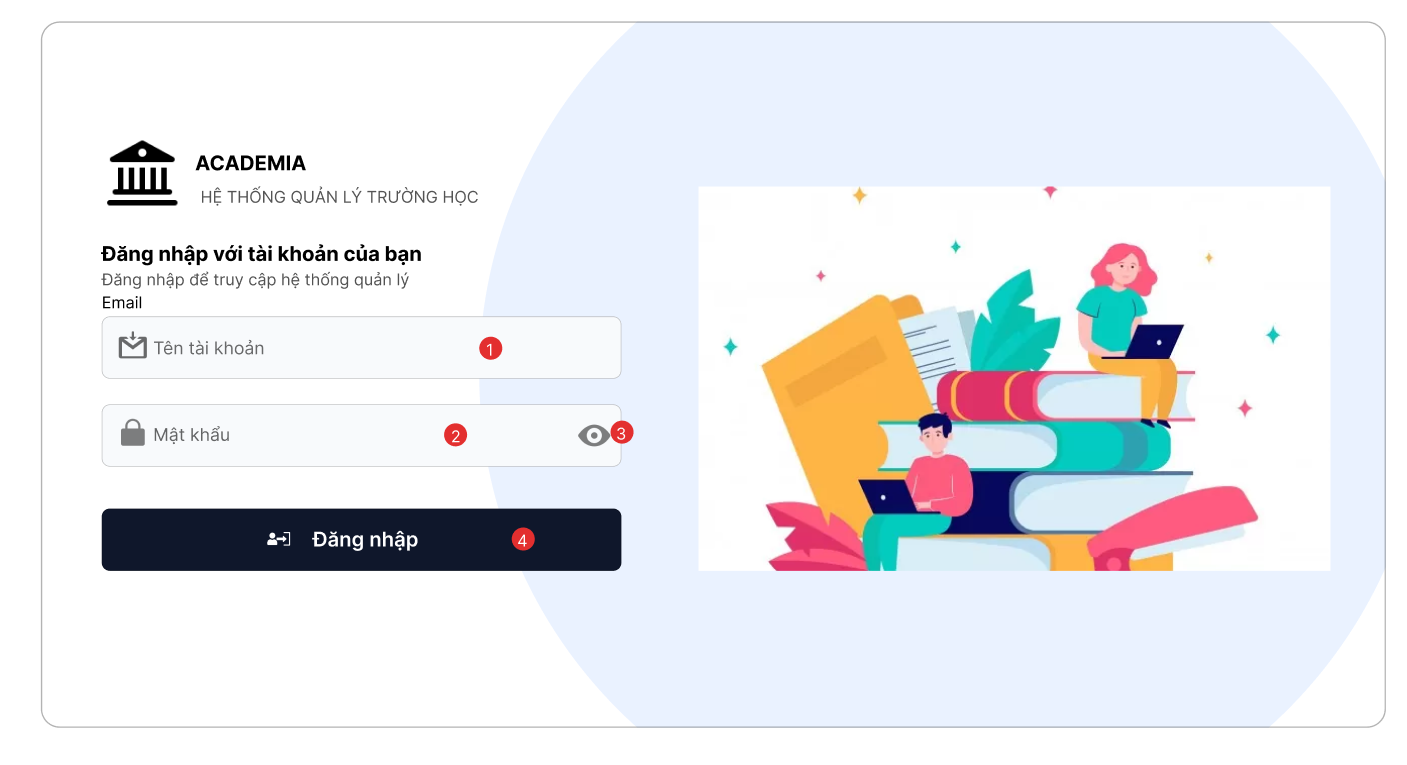 ACADEMIA
HỆ THỐNG QUẢN LÝ TRƯỜNG HỌC
Đăng nhập với tài khoản của bạn
Đăng nhập để truy cập hệ thống quản lý
Email
Tên tài khoản 1
Mật khẩu 2 3
Đăng nhập 4